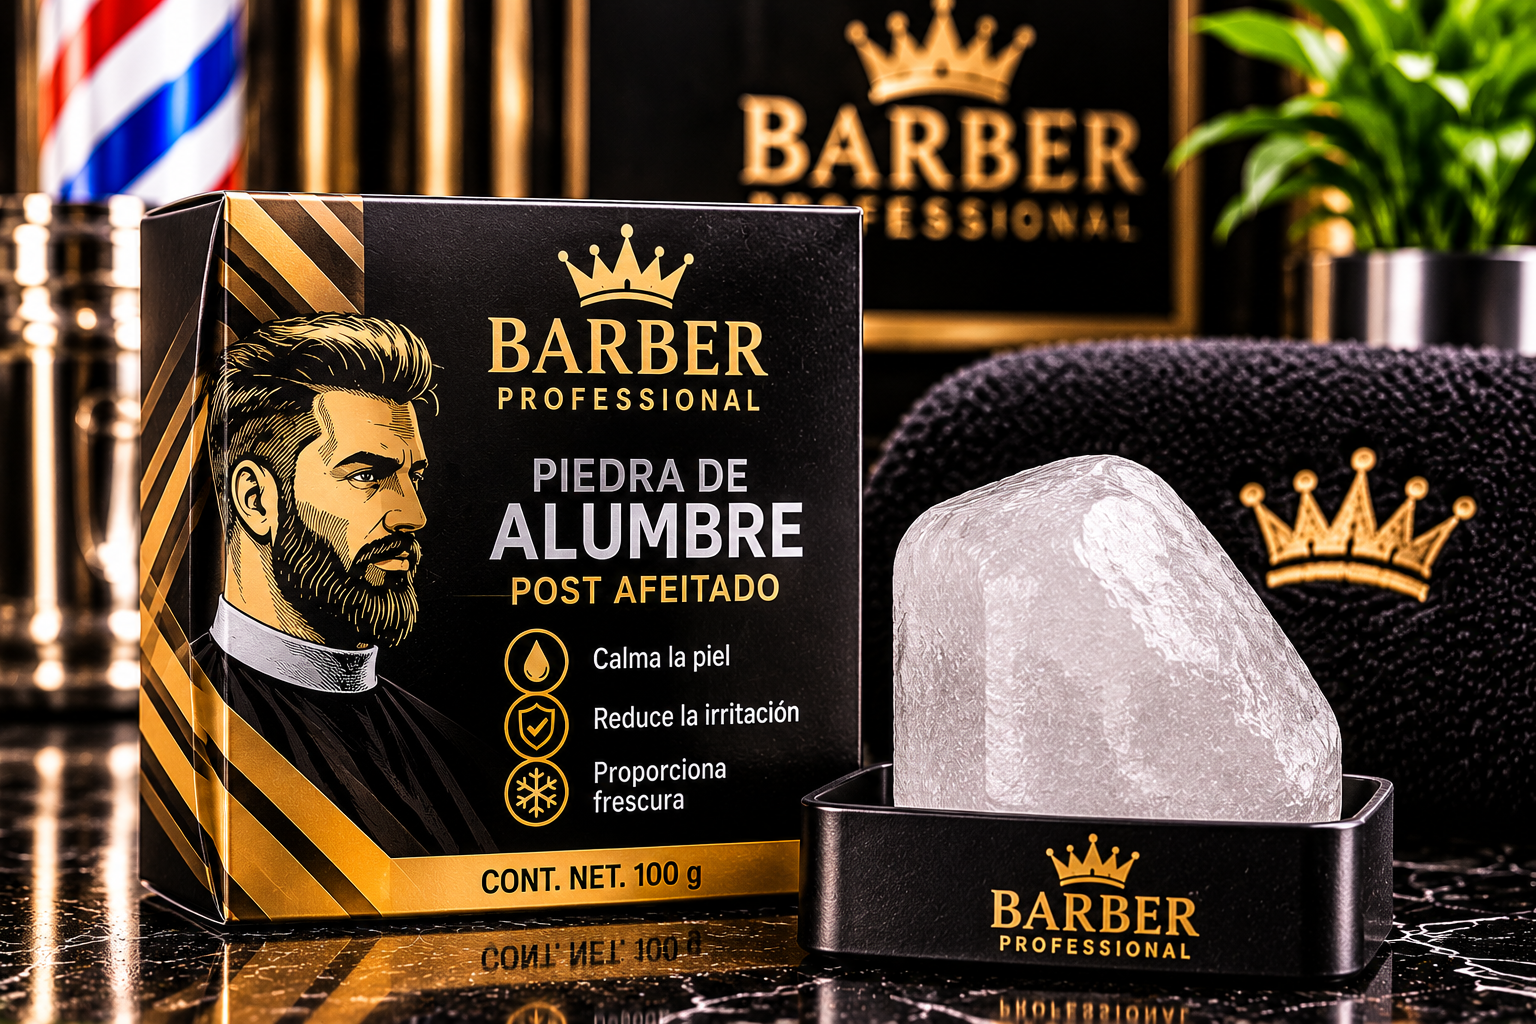 BARBER
PROFESSIONAL
BARBER
PROFESSIONAL
PIEDRA DE
ALUMBRE
POST AFEITADO
Calma la piel
Reduce la irritación
Proporciona
frescura
CONT. NET. 100 g
BARBER
PROFESSIONAL